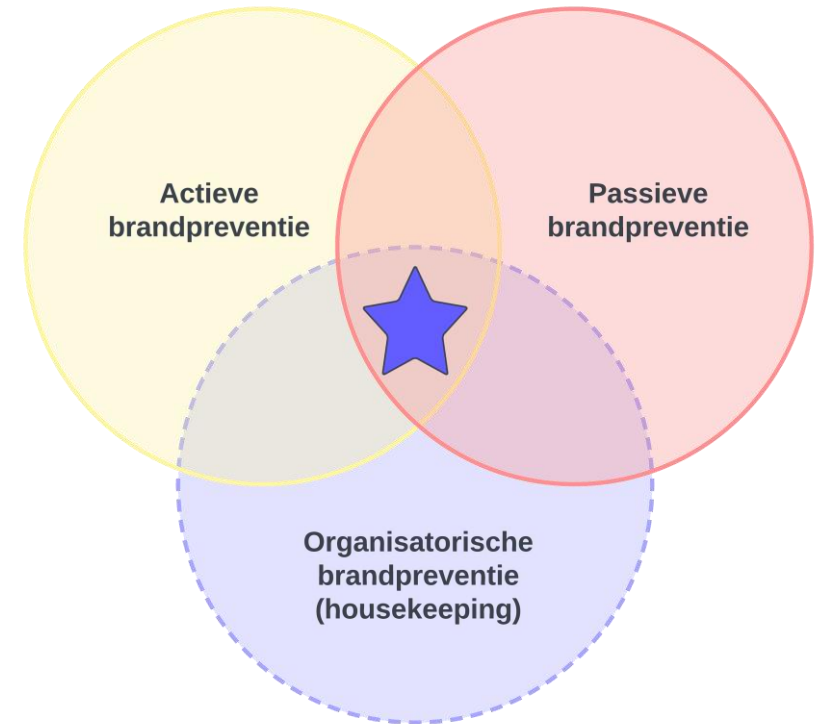 Actieve
brandpreventie
Passieve
brandpreventie
Organisatorische
brandpreventie
(housekeeping)